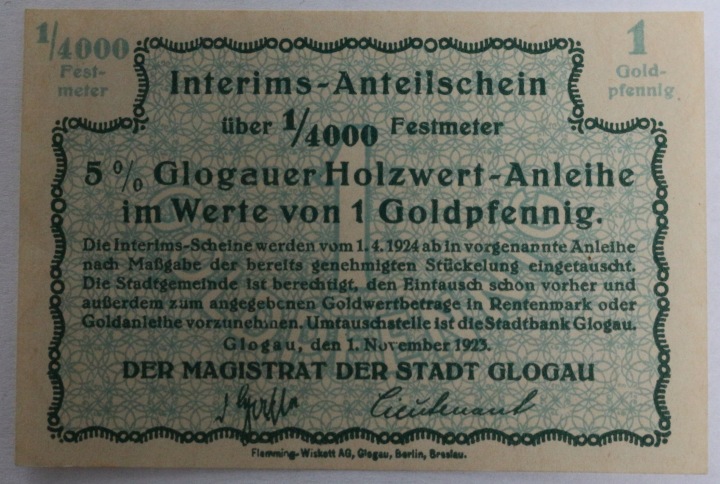 1/4000
Fest-
meter
1
Gold-
pfennig
Interims-Anteilschein
über 1/4000 Festmeter
5% Glogauer Holzwert-Anleihe
im Werte von 1 Goldpfennig.
Die Interims-Scheine werden vom 1. 4. 1924 ab in vorgenannte Anleihe
nach Maßgabe der bereits genehmigten Stückelung eingetauscht.
Die Stadtgemeinde ist berechtigt, den Eintausch schon vorher und
außerdem zum angegebenen Goldwertbetrage in Rentenmark oder
Goldanleihe vorzunehmen. Umtauschstelle ist die Stadtbank Glogau.
Glogau, den 1. November 1923.
DER MAGISTRAT DER STADT GLOGAU
Flemming-Wiskott AG, Glogau, Berlin, Breslau.